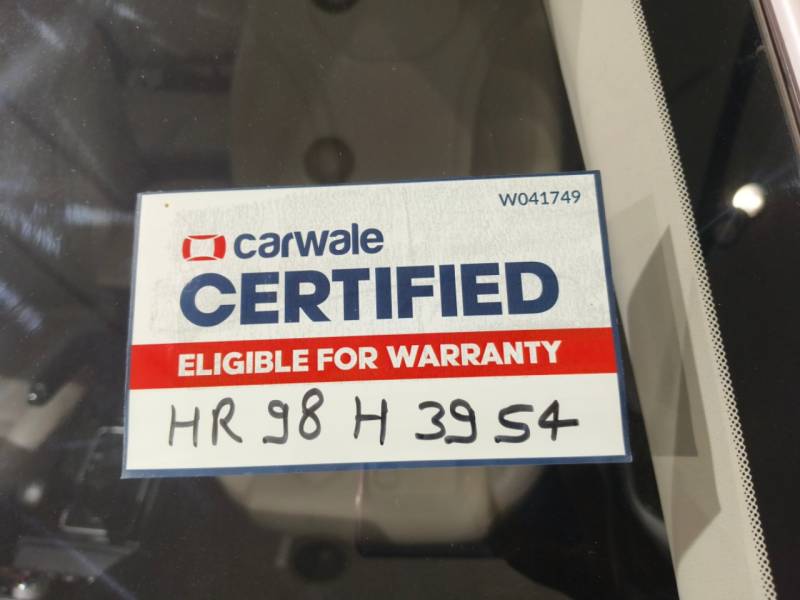 W041749
carwale
CERTIFIED
ELIGIBLE FOR WARRANTY
HR 98 H 3954